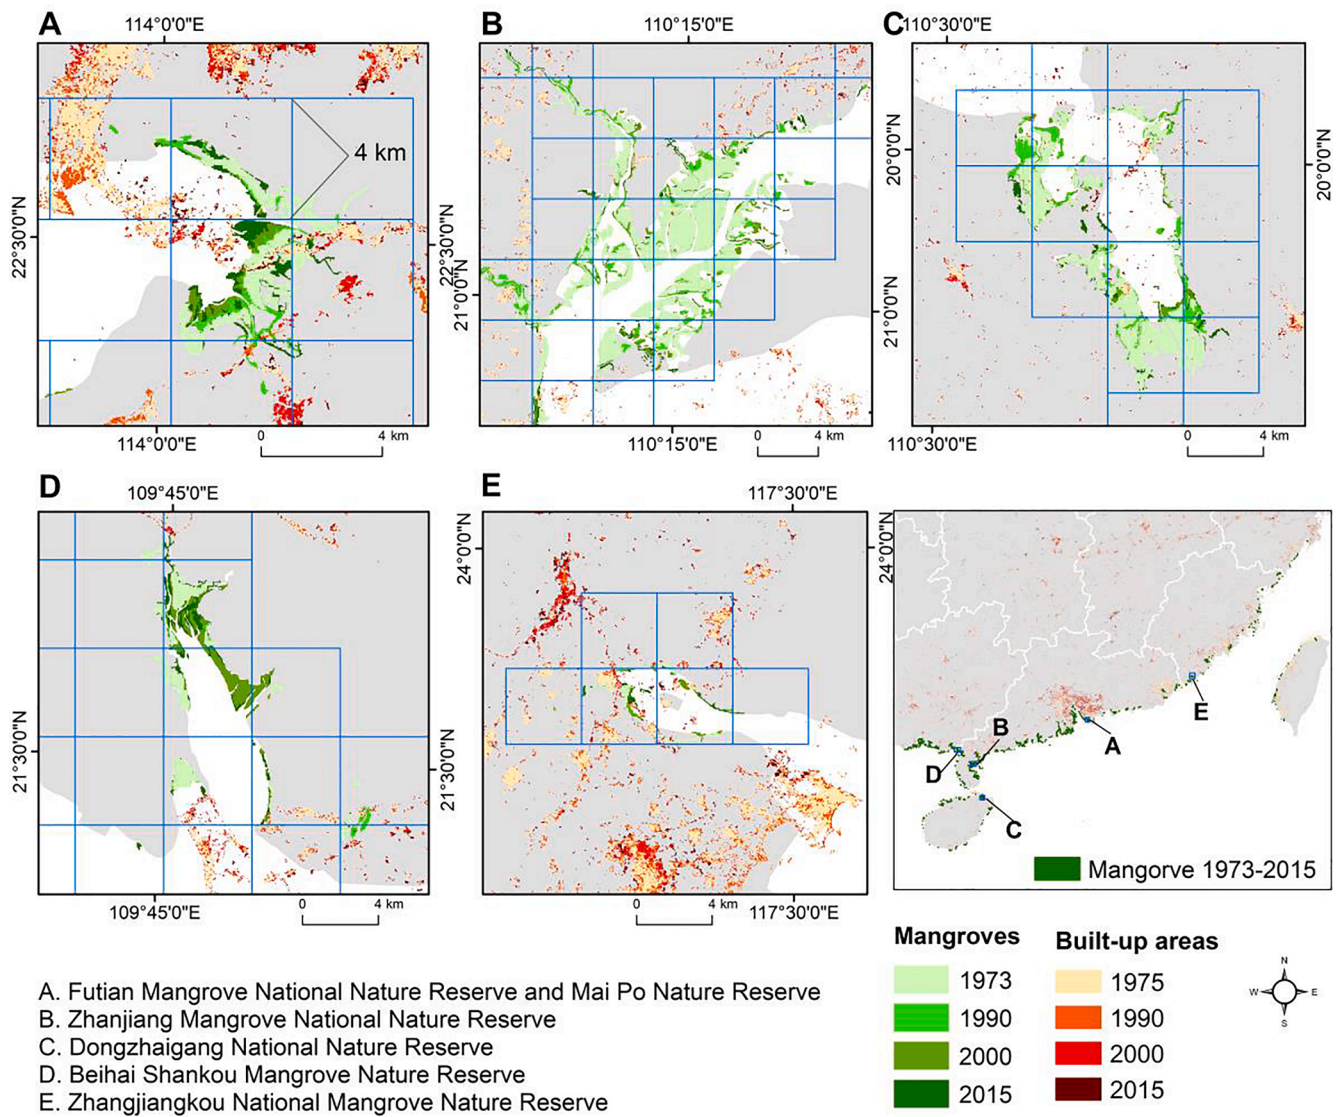 A 114°0'0"E
B 110°15'0"E
C 110°30'0"E
4 km
22°30'0"N
22°30'0"N
21°0'0"N
20°0'0"N
21°0'0"N
20°0'0"N
114°0'0"E 0 4 km
110°15'0"E 0 4 km
110°30'0"E 0 4 km
D 109°45'0"E
E 117°30'0"E
21°30'0"N
21°30'0"N
24°0'0"N
24°0'0"N
109°45'0"E 0 4 km
0 4 km 117°30'0"E
B
A
E
D
C
Mangorve 1973-2015
Mangroves
1973
1990
2000
2015
Built-up areas
1975
1990
2000
2015
N
W E
S
A. Futian Mangrove National Nature Reserve and Mai Po Nature Reserve
B. Zhanjiang Mangrove National Nature Reserve
C. Dongzhaigang National Nature Reserve
D. Beihai Shankou Mangrove Nature Reserve
E. Zhangjiangkou National Mangrove Nature Reserve